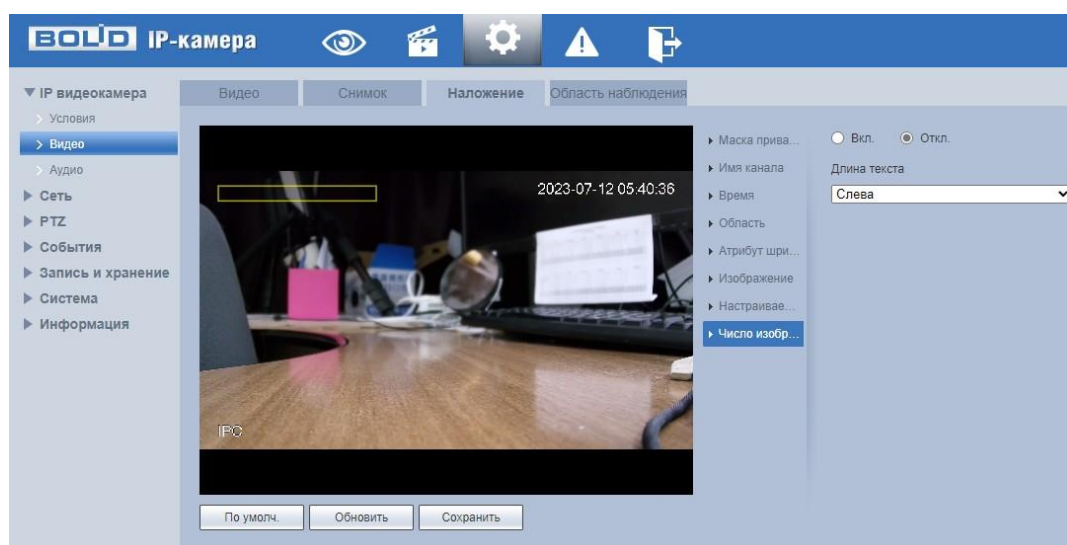 BOLID IP-камера
IP видеокамера
Условия
Видео
Аудио
Сеть
PTZ
События
Запись и хранение
Система
Информация
Видео
Снимок
Наложение
Область наблюдения
2023-07-12 05:40:36
IPC
По умолч.
Обновить
Сохранить
Маска прива...
Имя канала
Время
Область
Атрибут шри...
Изображение
Настраивае...
Число изобр...
Вкл.
Откл.
Длина текста
Слева